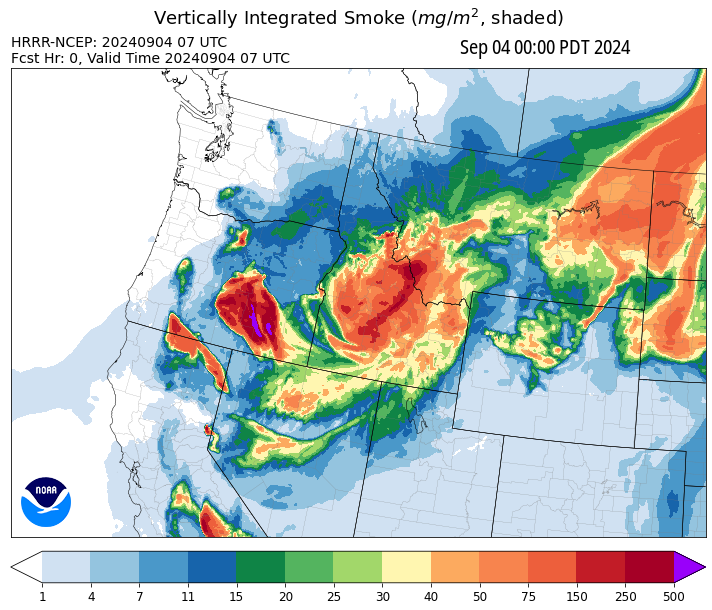 Vertically Integrated Smoke (mg/m², shaded)
HRRR-NCEP: 20240904 07 UTC
Fcst Hr: 0, Valid Time 20240904 07 UTC
Sep 04 00:00 PDT 2024
NOAA
1 4 7 11 15 20 25 30 40 50 75 150 250 500